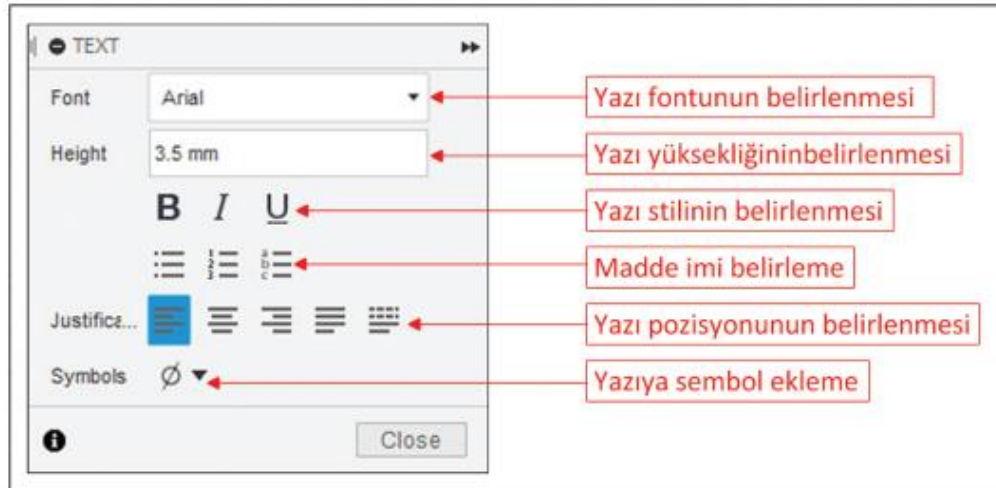 TEXT
Font Arial Yazı fontunun belirlenmesi
Height 3.5 mm Yazı yüksekliğininbelirlenmesi
B I U Yazı stilinin belirlenmesi
Madde imi belirleme
Justifica... Yazı pozisyonunun belirlenmesi
Symbols Ø Yazıya sembol ekleme
Close